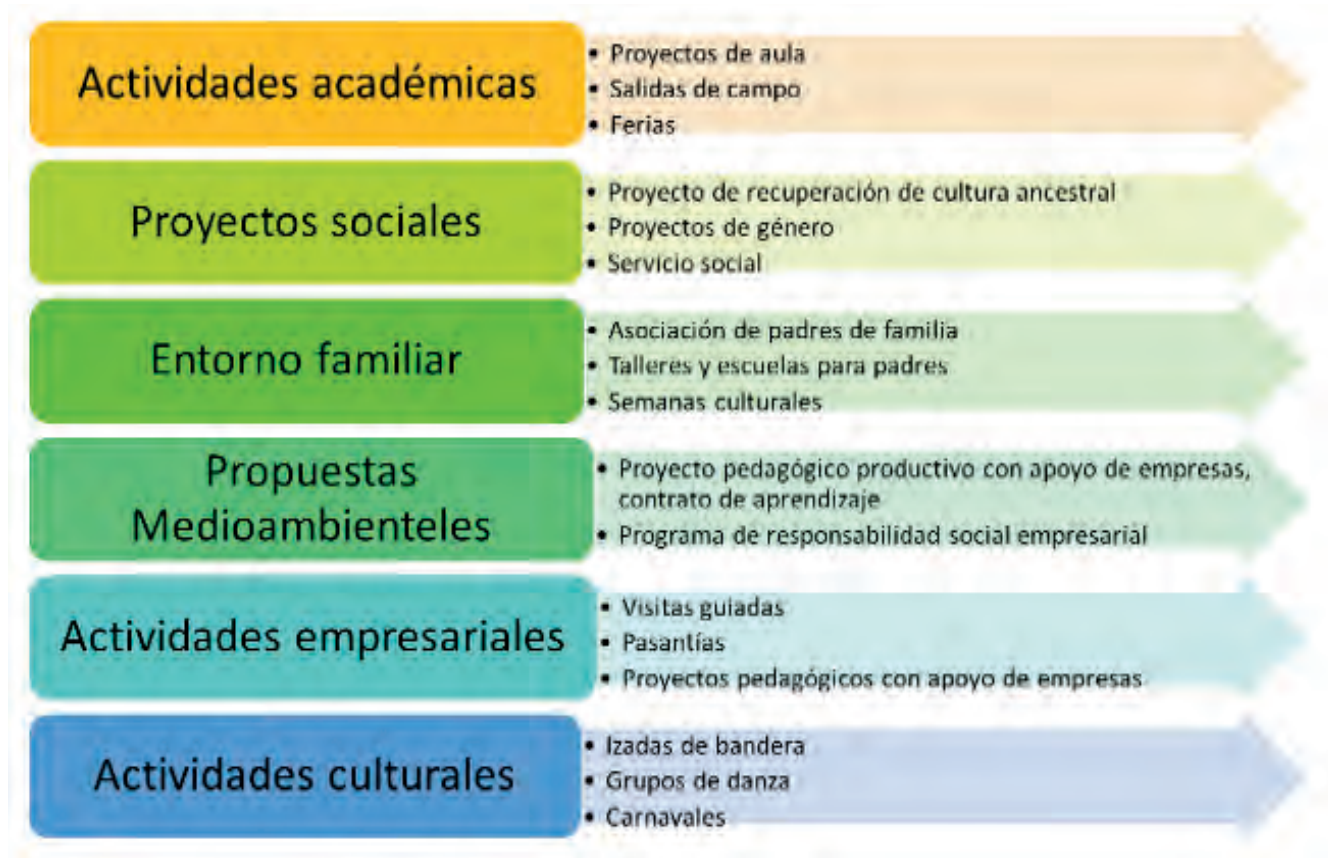 Actividades académicas
• Proyectos de aula
• Salidas de campo
• Ferias
Proyectos sociales
• Proyecto de recuperación de cultura ancestral
• Proyectos de género
• Servicio social
Entorno familiar
• Asociación de padres de familia
• Talleres y escuelas para padres
• Semanas culturales
Propuestas
Medioambienteles
• Proyecto pedagógico productivo con apoyo de empresas,
contrato de aprendizaje
• Programa de responsabilidad social empresarial
Actividades empresariales
• Visitas guiadas
• Pasantías
• Proyectos pedagógicos con apoyo de empresas
Actividades culturales
• Izadas de bandera
• Grupos de danza
• Carnavales